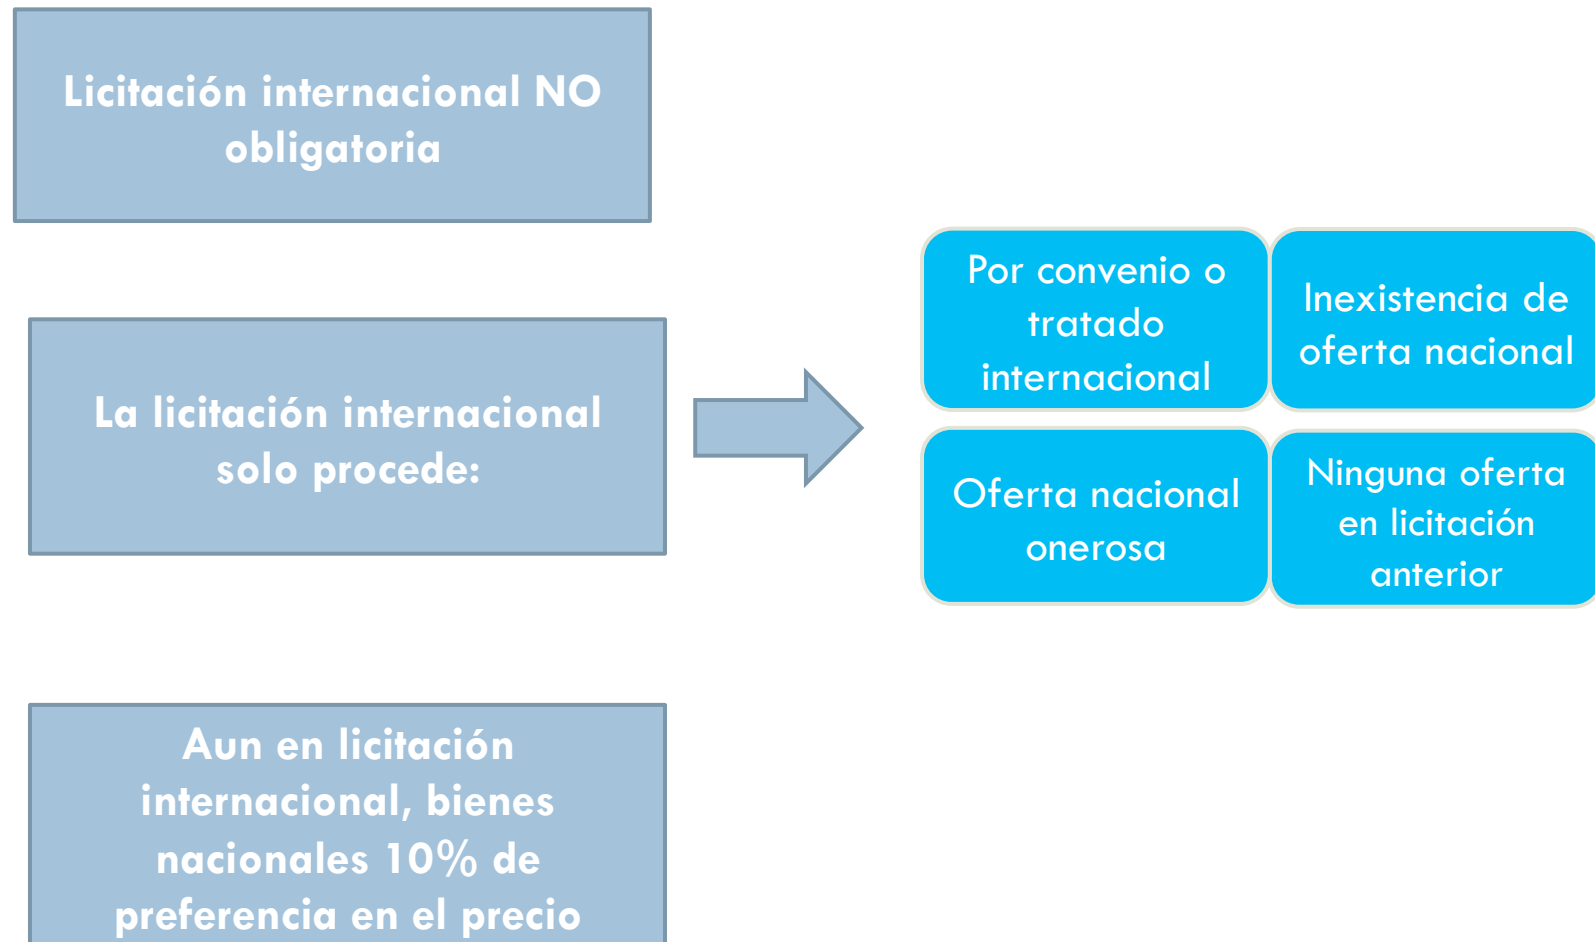 Licitación internacional NO
obligatoria
La licitación internacional
solo procede:
Por convenio o
tratado
internacional
Inexistencia de
oferta nacional
Oferta nacional
onerosa
Ninguna oferta
en licitación
anterior
Aun en licitación
internacional, bienes
nacionales 10% de
preferencia en el precio